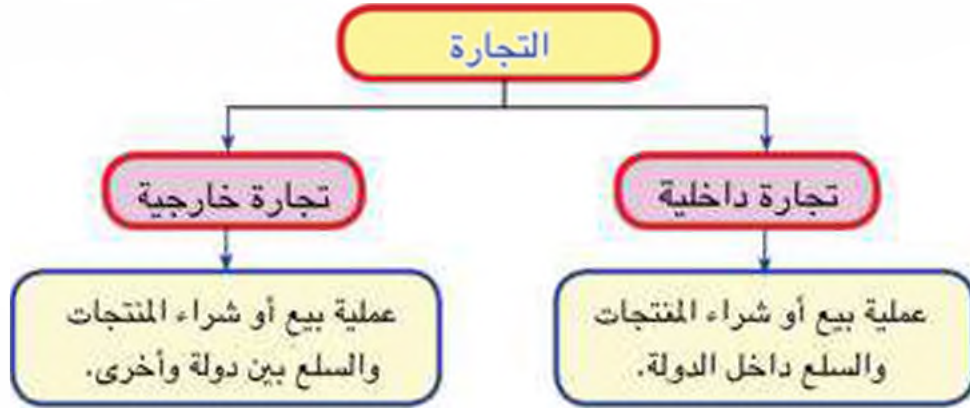 التجارة
تجارة داخلية
تجارة خارجية
عملية بيع أو شراء المنتجات
والسلع داخل الدولة.
عملية بيع أو شراء المنتجات
والسلع بين دولة وأخرى.